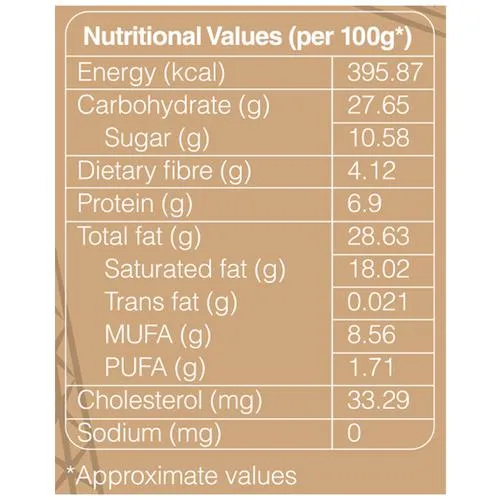 Nutritional Values (per 100g*)
Energy (kcal) 395.87
Carbohydrate (g) 27.65
Sugar (g) 10.58
Dietary fibre (g) 4.12
Protein (g) 6.9
Total fat (g) 28.63
Saturated fat (g) 18.02
Trans fat (g) 0.021
MUFA (g) 8.56
PUFA (g) 1.71
Cholesterol (mg) 33.29
Sodium (mg) 0
*Approximate values